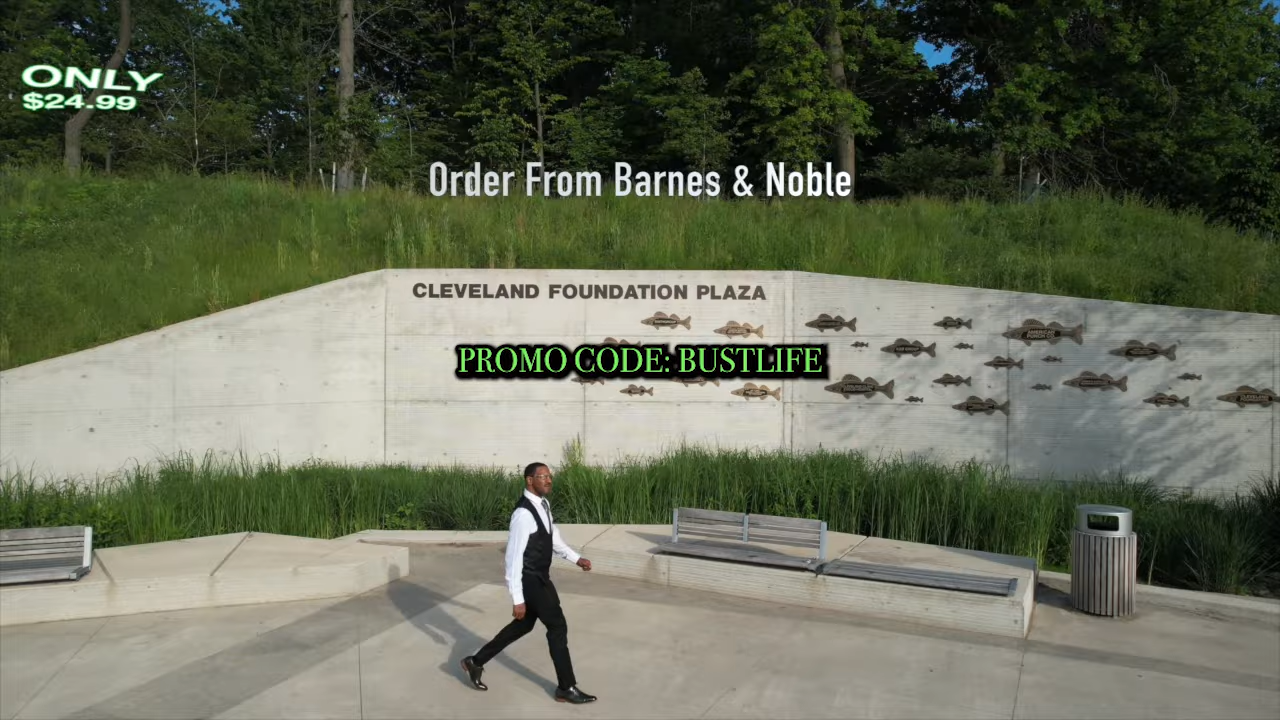 ONLY
$24.99
Order From Barnes & Noble
CLEVELAND FOUNDATION PLAZA
PROMO CODE: BUSTLIFE